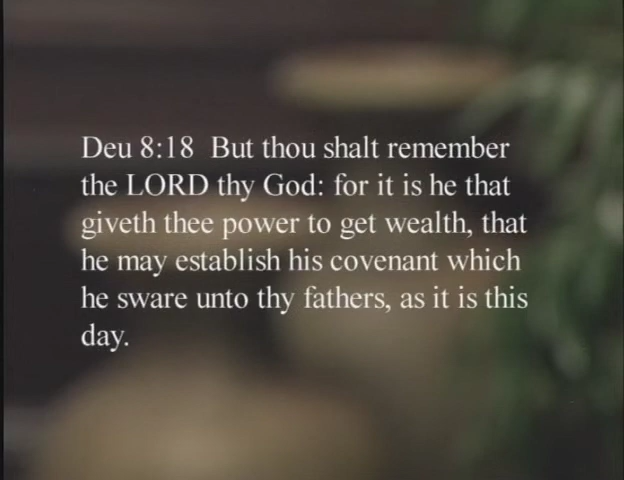 Deu 8:18  But thou shalt remember
the LORD thy God: for it is he that
giveth thee power to get wealth, that
he may establish his covenant which
he sware unto thy fathers, as it is this
day.